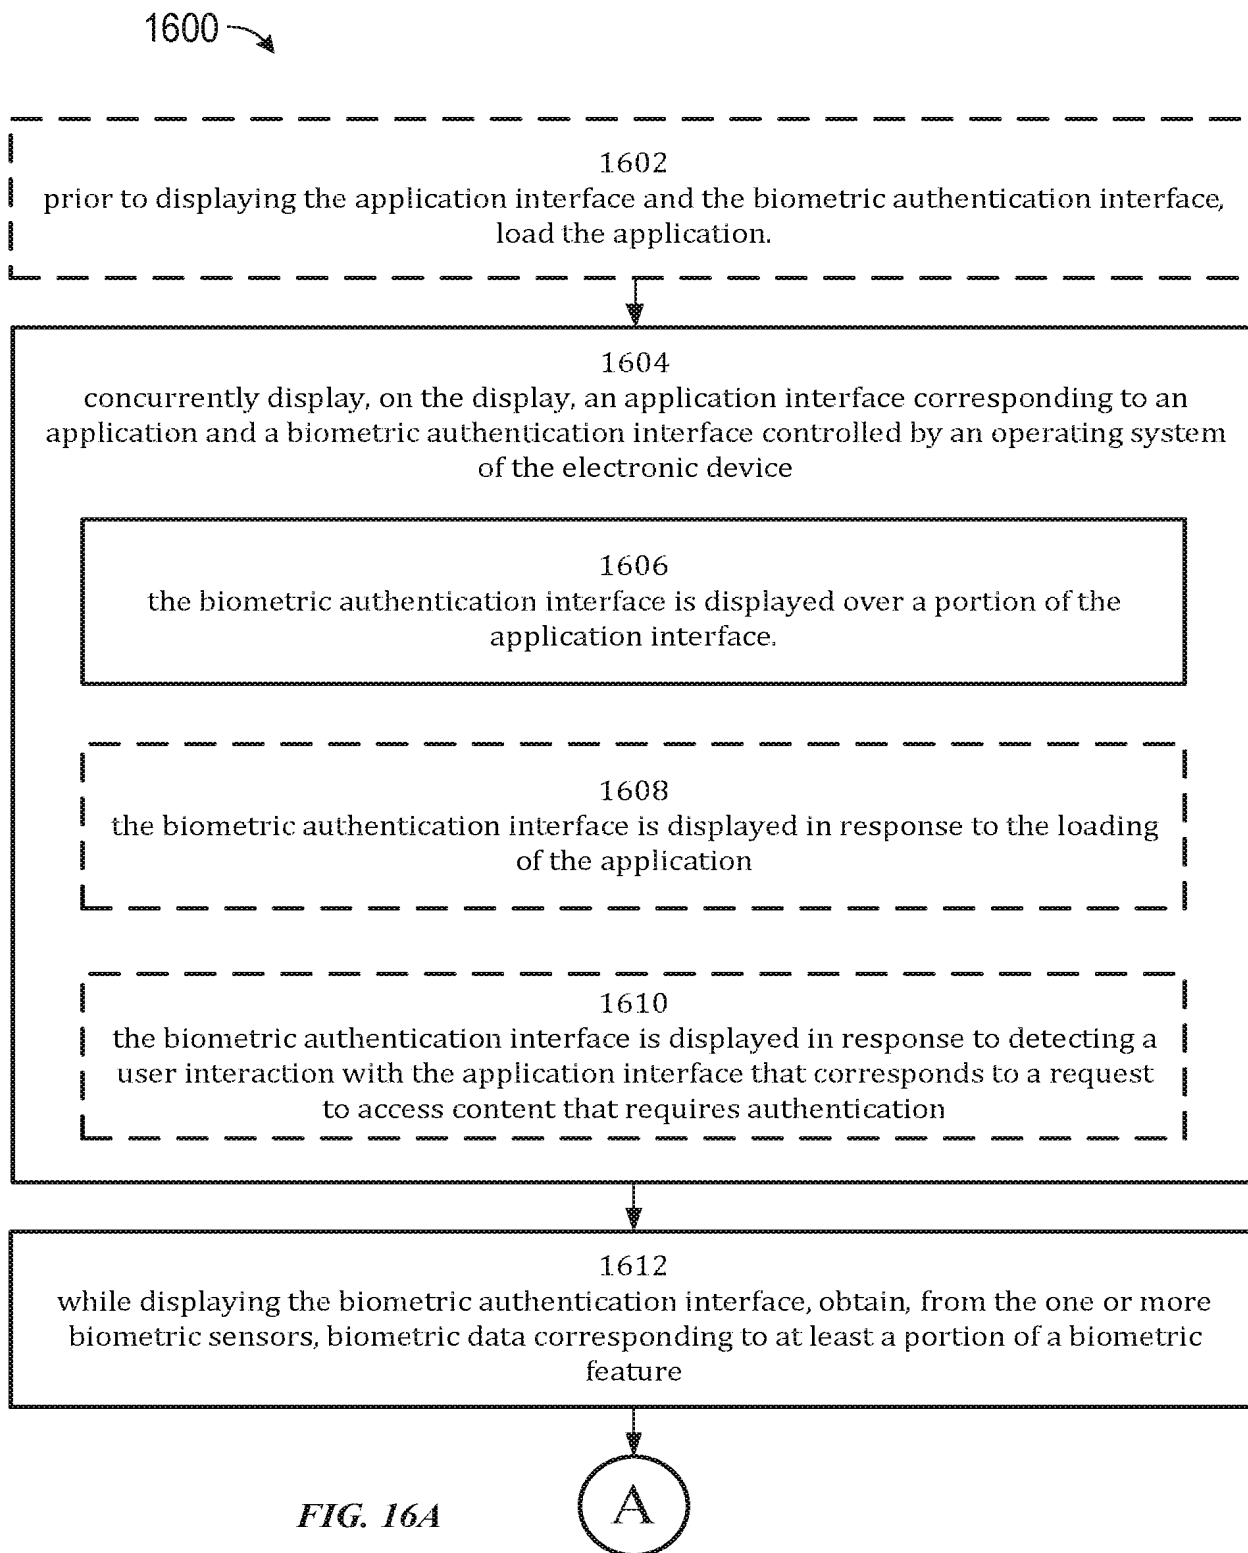 1600
1602
prior to displaying the application interface and the biometric authentication interface,
load the application.
1604
concurrently display, on the display, an application interface corresponding to an
application and a biometric authentication interface controlled by an operating system
of the electronic device
1606
the biometric authentication interface is displayed over a portion of the
application interface.
1608
the biometric authentication interface is displayed in response to the loading
of the application
1610
the biometric authentication interface is displayed in response to detecting a
user interaction with the application interface that corresponds to a request
to access content that requires authentication
1612
while displaying the biometric authentication interface, obtain, from the one or more
biometric sensors, biometric data corresponding to at least a portion of a biometric
feature
A
FIG. 16A